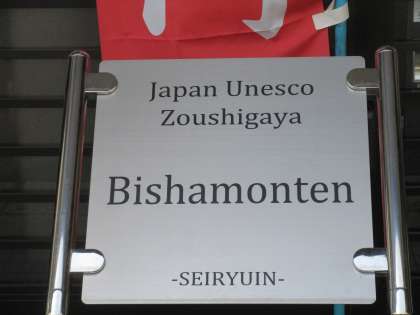 Japan Unesco
Zoushigaya
Bishamonten
-SEIRYUIN-